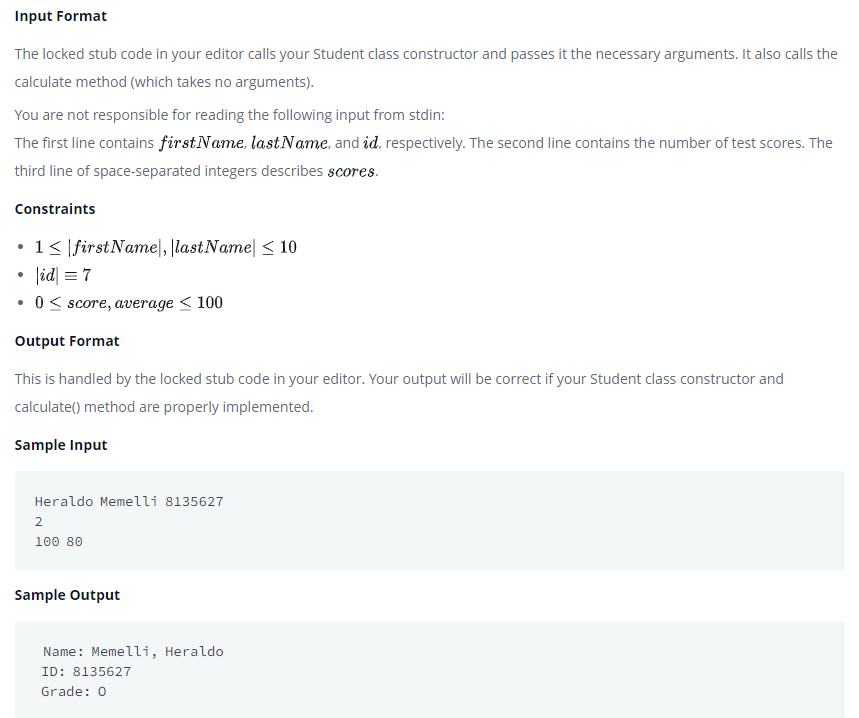 Input Format
The locked stub code in your editor calls your Student class constructor and passes it the necessary arguments. It also calls the
calculate method (which takes no arguments).
You are not responsible for reading the following input from stdin:
The first line contains firstName, lastName, and id, respectively. The second line contains the number of test scores. The
third line of space-separated integers describes scores.
Constraints
• 1 ≤ |firstName|, |lastName| ≤ 10
• |id| ≡ 7
• 0 ≤ score, average ≤ 100
Output Format
This is handled by the locked stub code in your editor. Your output will be correct if your Student class constructor and
calculate() method are properly implemented.
Sample Input
Heraldo Memelli 8135627
2
100 80
Sample Output
Name: Memelli, Heraldo
ID: 8135627
Grade: O